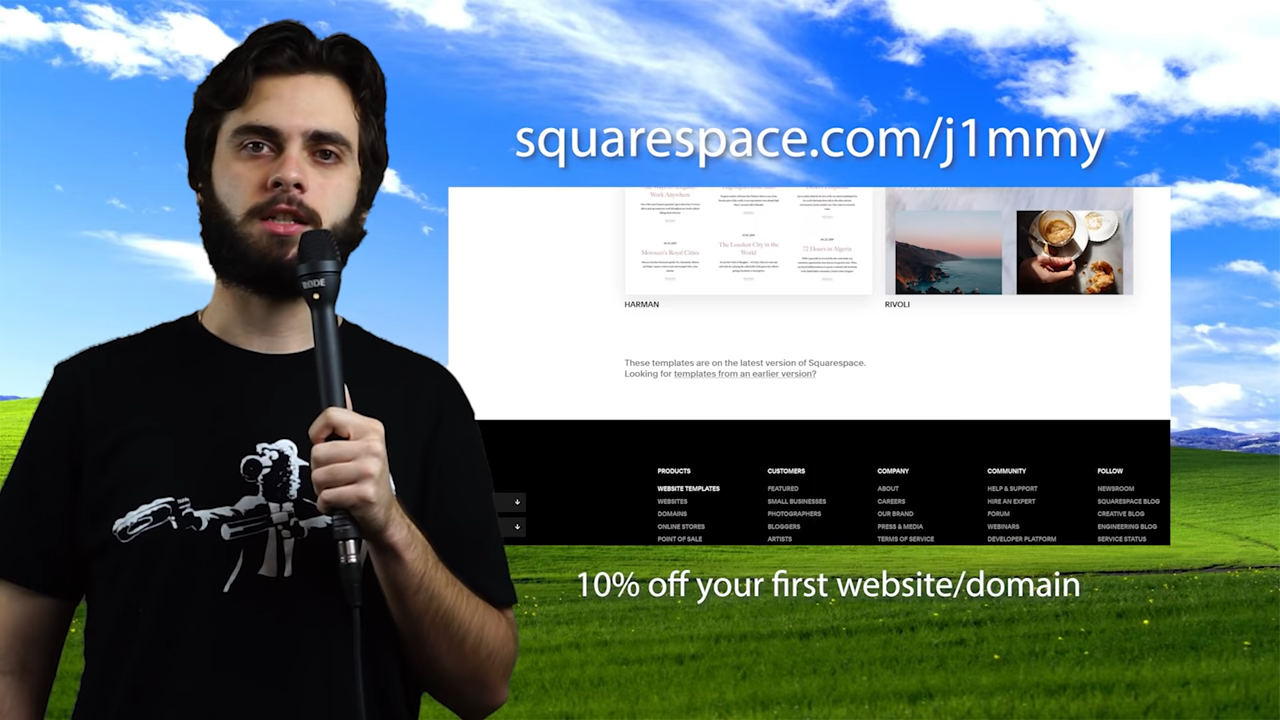 squarespace.com/j1mmy
Work Anywhere
Morocco's Royal Cities
The Loudest City in the
World
72 Hours in Algeria
HARMAN
RIVOLI
These templates are on the latest version of Squarespace.
Looking for templates from an earlier version?
RØDE
PRODUCTS
WEBSITE TEMPLATES
WEBSITES
DOMAINS
ONLINE STORES
POINT OF SALE
CUSTOMERS
FEATURED
SMALL BUSINESSES
PHOTOGRAPHERS
BLOGGERS
ARTISTS
COMPANY
ABOUT
CAREERS
OUR BRAND
PRESS & MEDIA
TERMS OF SERVICE
COMMUNITY
HELP & SUPPORT
HIRE AN EXPERT
FORUM
WEBINARS
DEVELOPER PLATFORM
FOLLOW
NEWSROOM
SQUARESPACE BLOG
CREATIVE BLOG
ENGINEERING BLOG
SERVICE STATUS
10% off your first website/domain